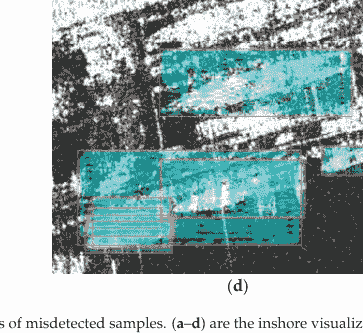 (d)
s of misdetected samples. (a–d) are the inshore visualiz